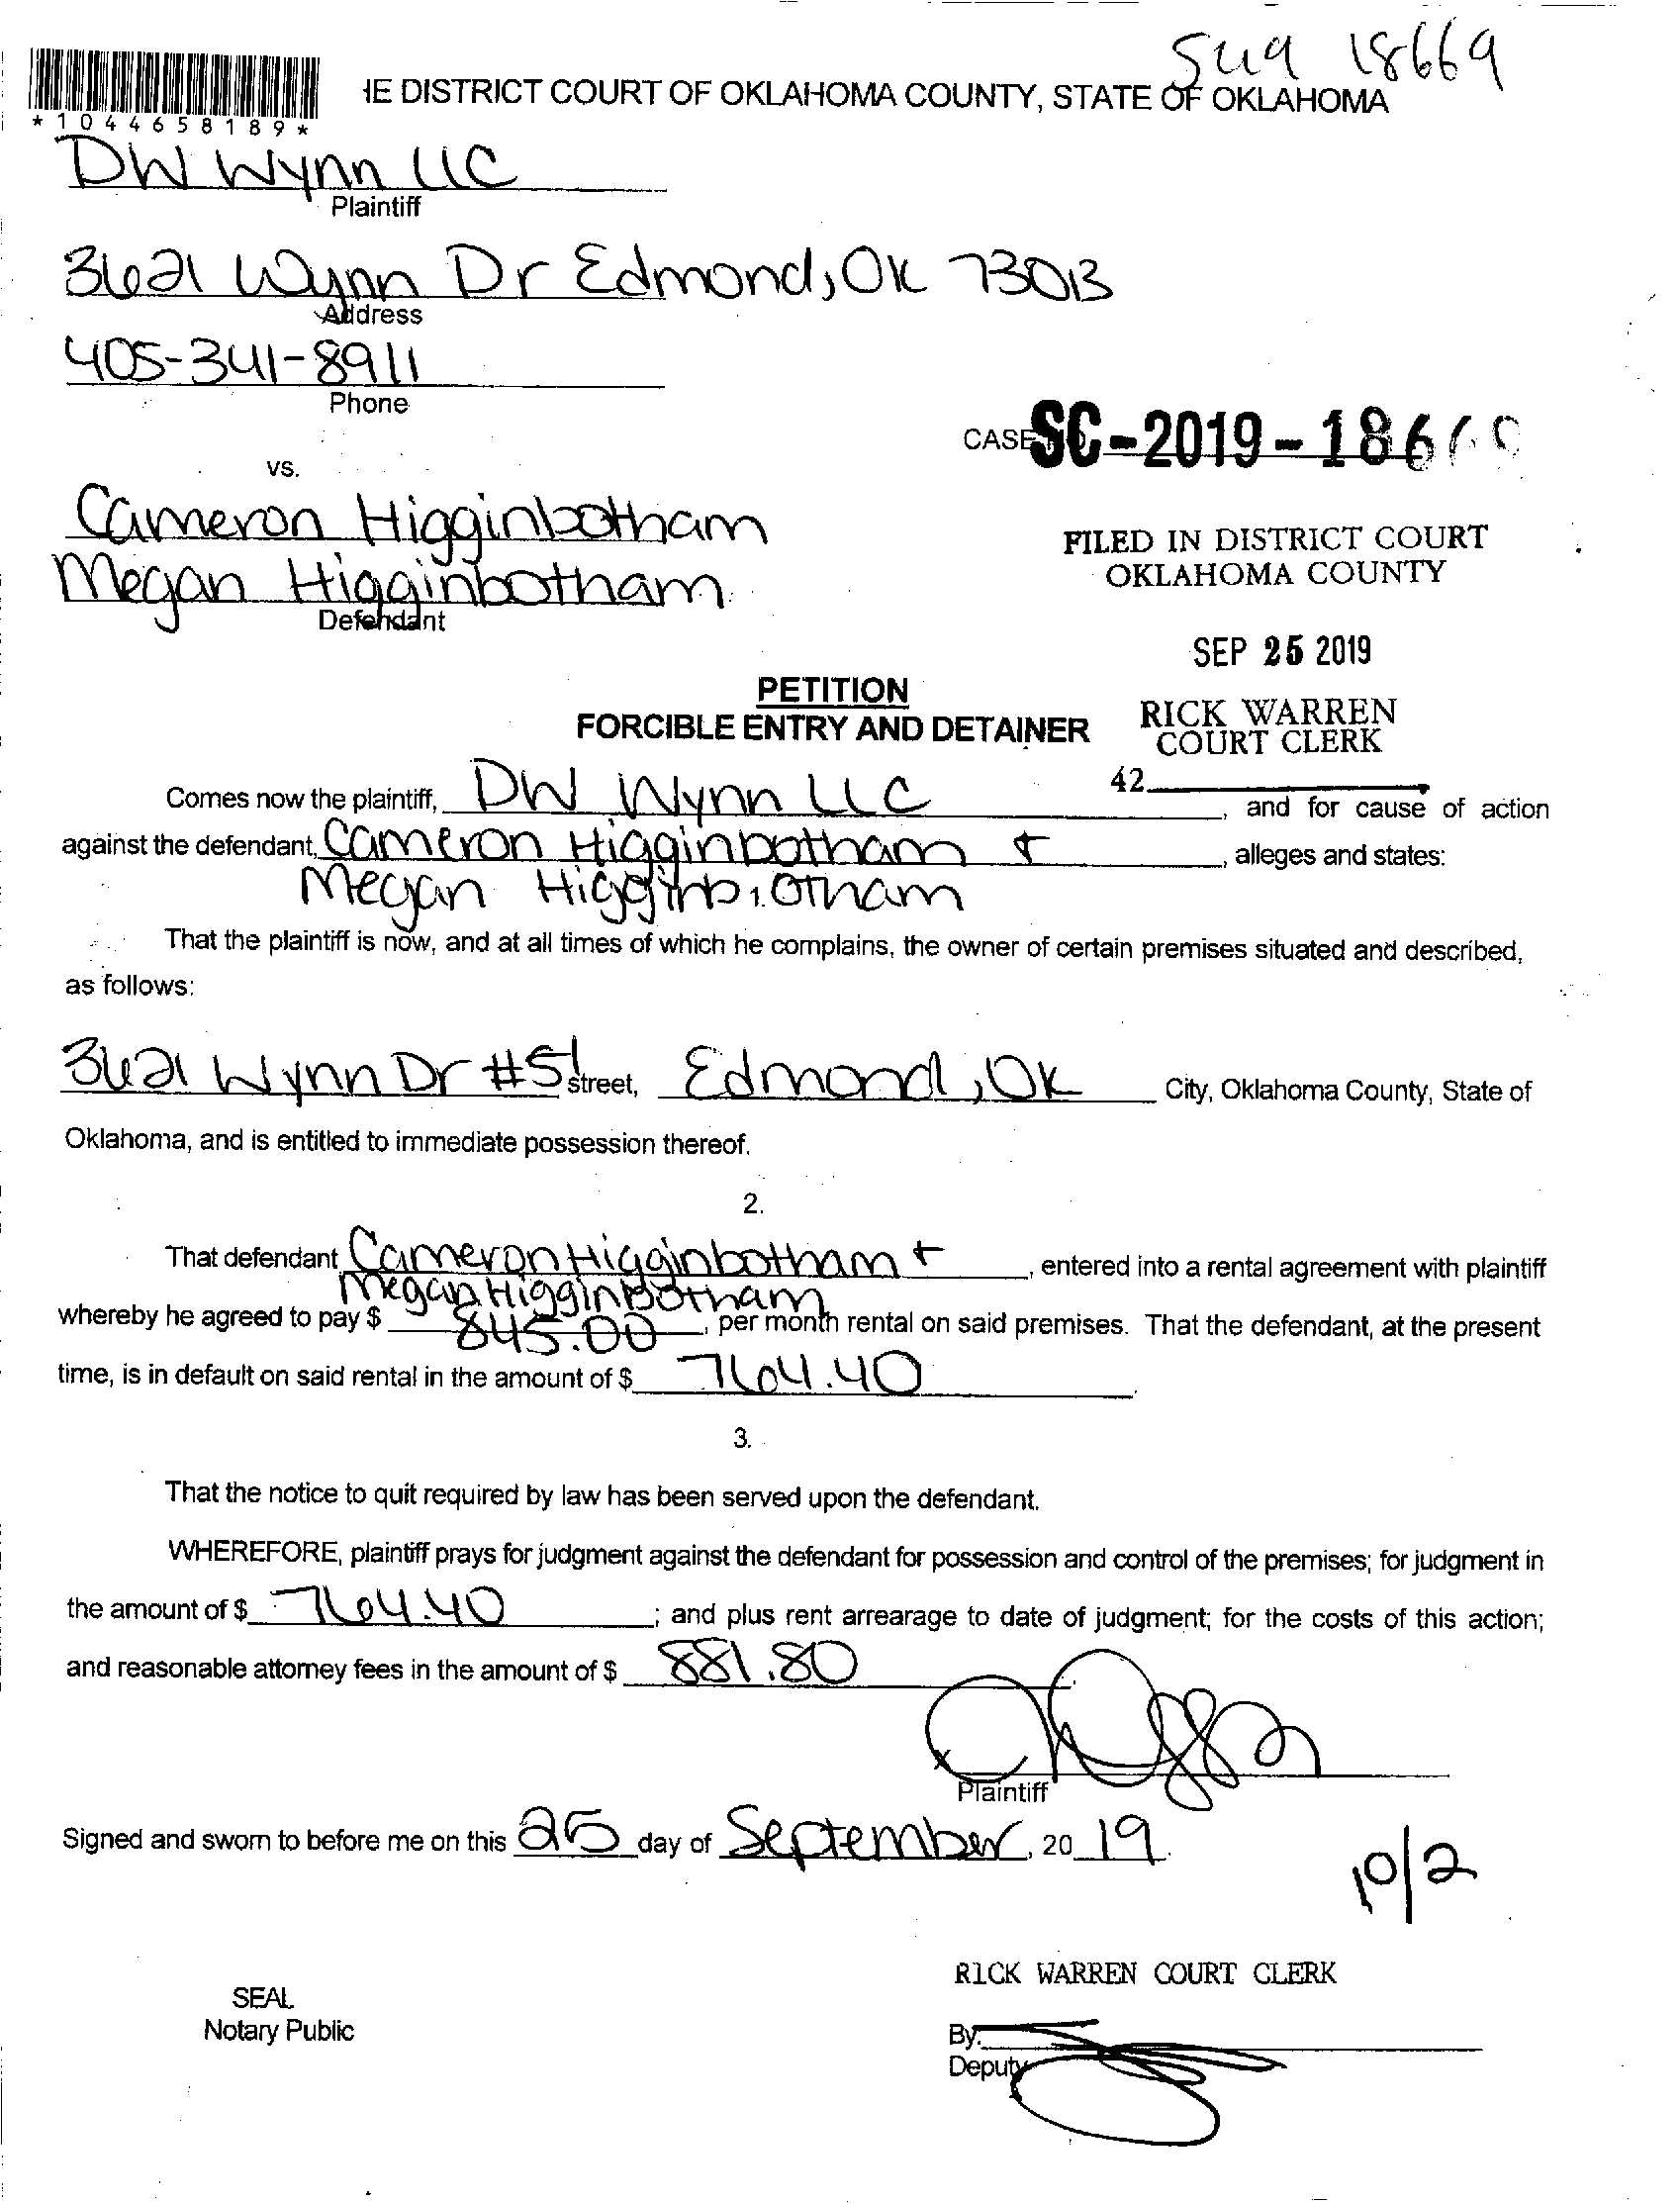 Sug 18669
IE DISTRICT COURT OF OKLAHOMA COUNTY, STATE OF OKLAHOMA
*1044658189*
DW Wynn LLC
Plaintiff
3621 Wynn Dr Edmond, OK 73013
Address
405-341-8911
Phone
CASE SC-2019-1866
vs.
Cameron Higginbotham
Megan Higginbotham
Defendant
FILED IN DISTRICT COURT
OKLAHOMA COUNTY
SEP 25 2019
PETITION
FORCIBLE ENTRY AND DETAINER
RICK WARREN
COURT CLERK
42
Comes now the plaintiff, DW Wynn LLC, and for cause of action
against the defendant, Cameron Higginbotham +, alleges and states:
Megan Higginbotham
That the plaintiff is now, and at all times of which he complains, the owner of certain premises situated and described,
as follows:
3621 Wynn Dr #51 street, Edmond, OK City, Oklahoma County, State of
Oklahoma, and is entitled to immediate possession thereof.
2.
That defendant Cameron Higginbotham +, entered into a rental agreement with plaintiff
Megan Higginbotham
whereby he agreed to pay $ 845.00, per month rental on said premises. That the defendant, at the present
time, is in default on said rental in the amount of $ 764.40.
3.
That the notice to quit required by law has been served upon the defendant.
WHEREFORE, plaintiff prays for judgment against the defendant for possession and control of the premises; for judgment in
the amount of $ 764.40; and plus rent arrearage to date of judgment; for the costs of this action;
and reasonable attorney fees in the amount of $ 881.80.
x
Plaintiff
Signed and sworn to before me on this 25 day of September, 2019.
10/2
RICK WARREN COURT CLERK
SEAL
Notary Public
By:
Deputy